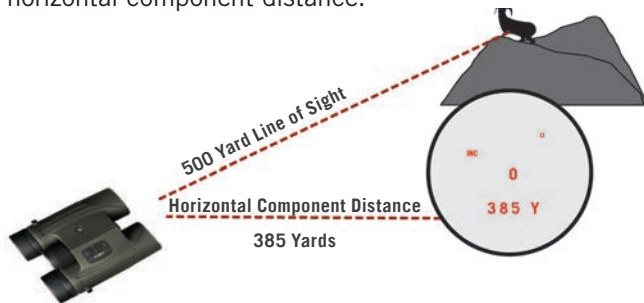 horizontal component distance.
500 Yard Line of Sight
Horizontal Component Distance
385 Yards
INC
0
385 Y